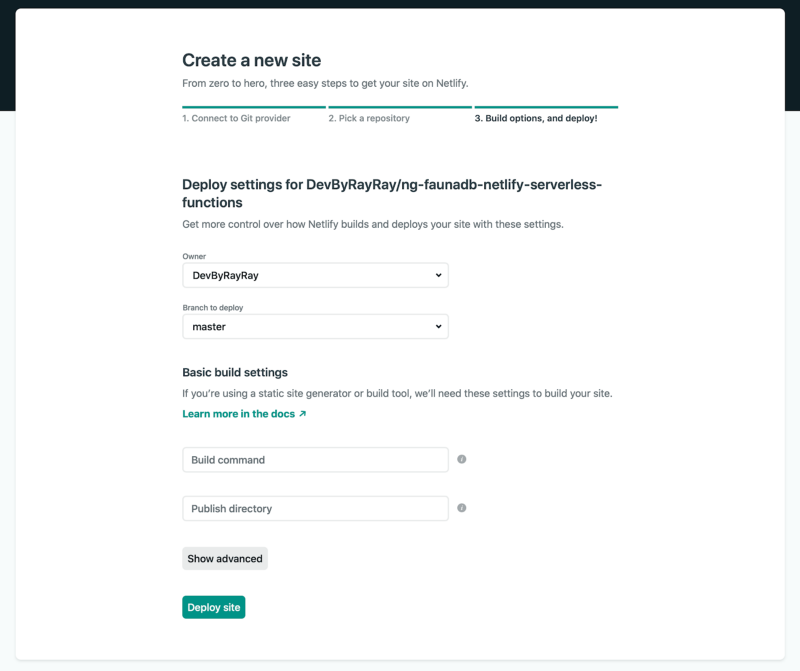 Create a new site
From zero to hero, three easy steps to get your site on Netlify.
1. Connect to Git provider
2. Pick a repository
3. Build options, and deploy!
Deploy settings for DevByRayRay/ng-faunadb-netlify-serverless-
functions
Get more control over how Netlify builds and deploys your site with these settings.
Owner
DevByRayRay
Branch to deploy
master
Basic build settings
If you're using a static site generator or build tool, we'll need these settings to build your site.
Learn more in the docs ↗
Build command
i
Publish directory
i
Show advanced
Deploy site